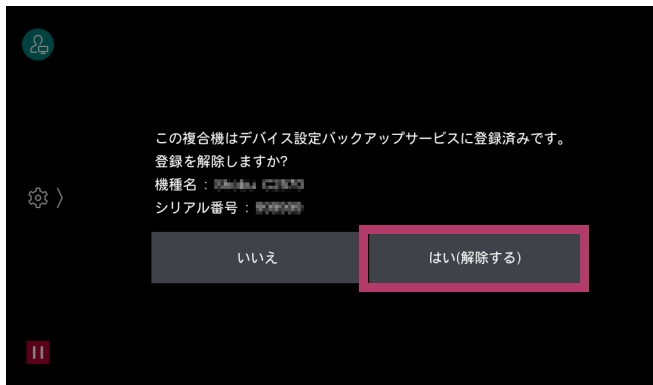 この複合機はデバイス設定バックアップサービスに登録済みです。
登録を解除しますか?
機種名：
シリアル番号：
いいえ
はい(解除する)